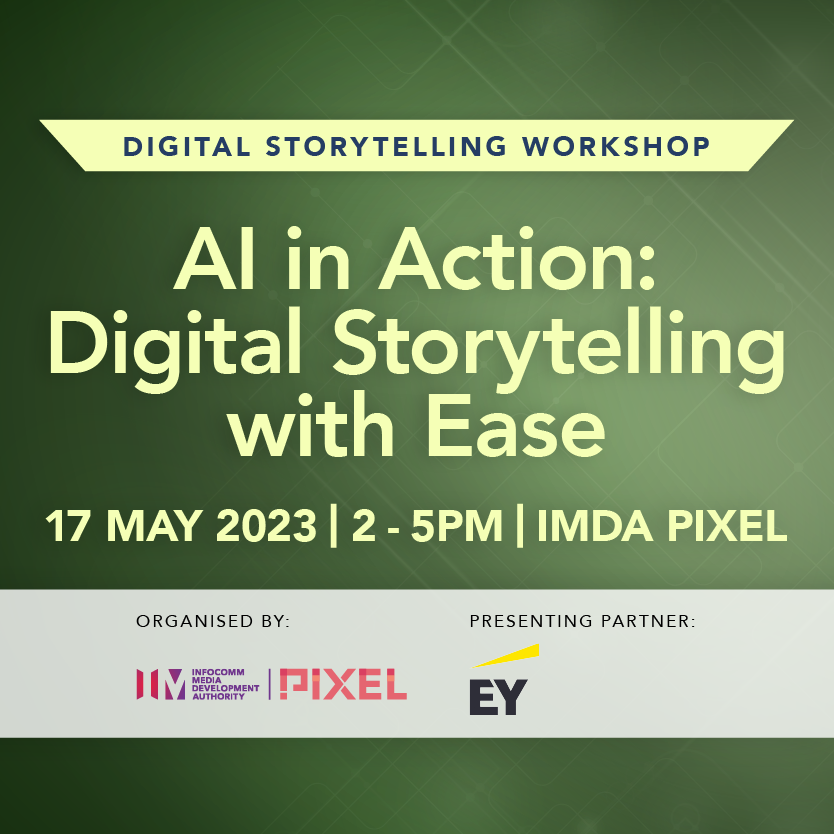 DIGITAL STORYTELLING WORKSHOP
AI in Action:
Digital Storytelling
with Ease
17 MAY 2023 | 2 - 5PM | IMDA PIXEL
ORGANISED BY:
PRESENTING PARTNER:
INFOCOMM
MEDIA
DEVELOPMENT
AUTHORITY
PIXEL
EY